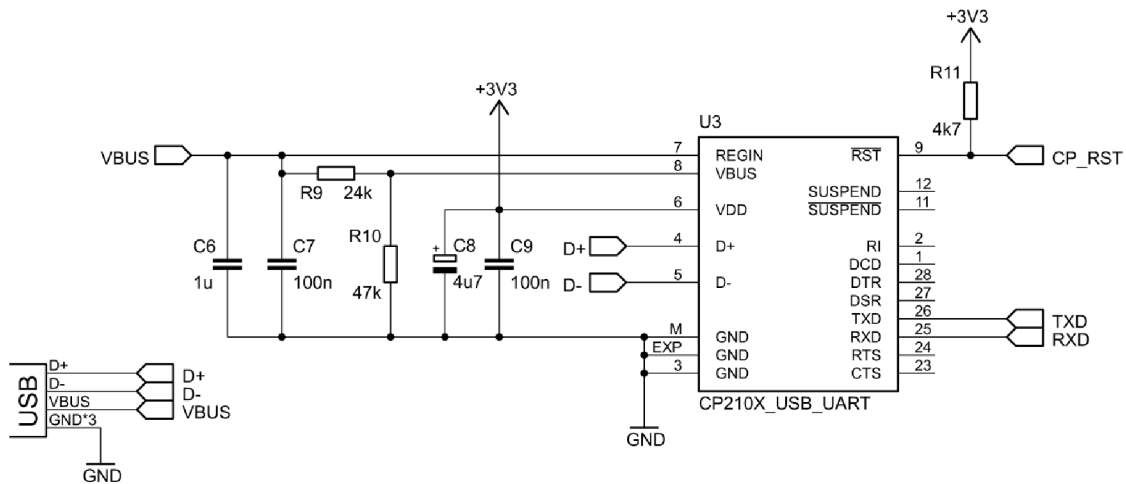 +3V3
R11
4k7
+3V3
U3
VBUS
7
REGIN
RST
9
CP_RST
8
VBUS
R9
24k
SUSPEND
12
6
VDD
SUSPEND
11
R10
47k
C6
1u
C7
100n
+
C8
4u7
C9
100n
D+
4
D+
RI
2
DCD
1
D-
5
D-
DTR
28
DSR
27
TXD
26
TXD
M
GND
RXD
25
RXD
EXP
GND
RTS
24
3
GND
CTS
23
CP210X_USB_UART
GND
USB
D+
D+
D-
D-
VBUS
VBUS
GND*3
GND